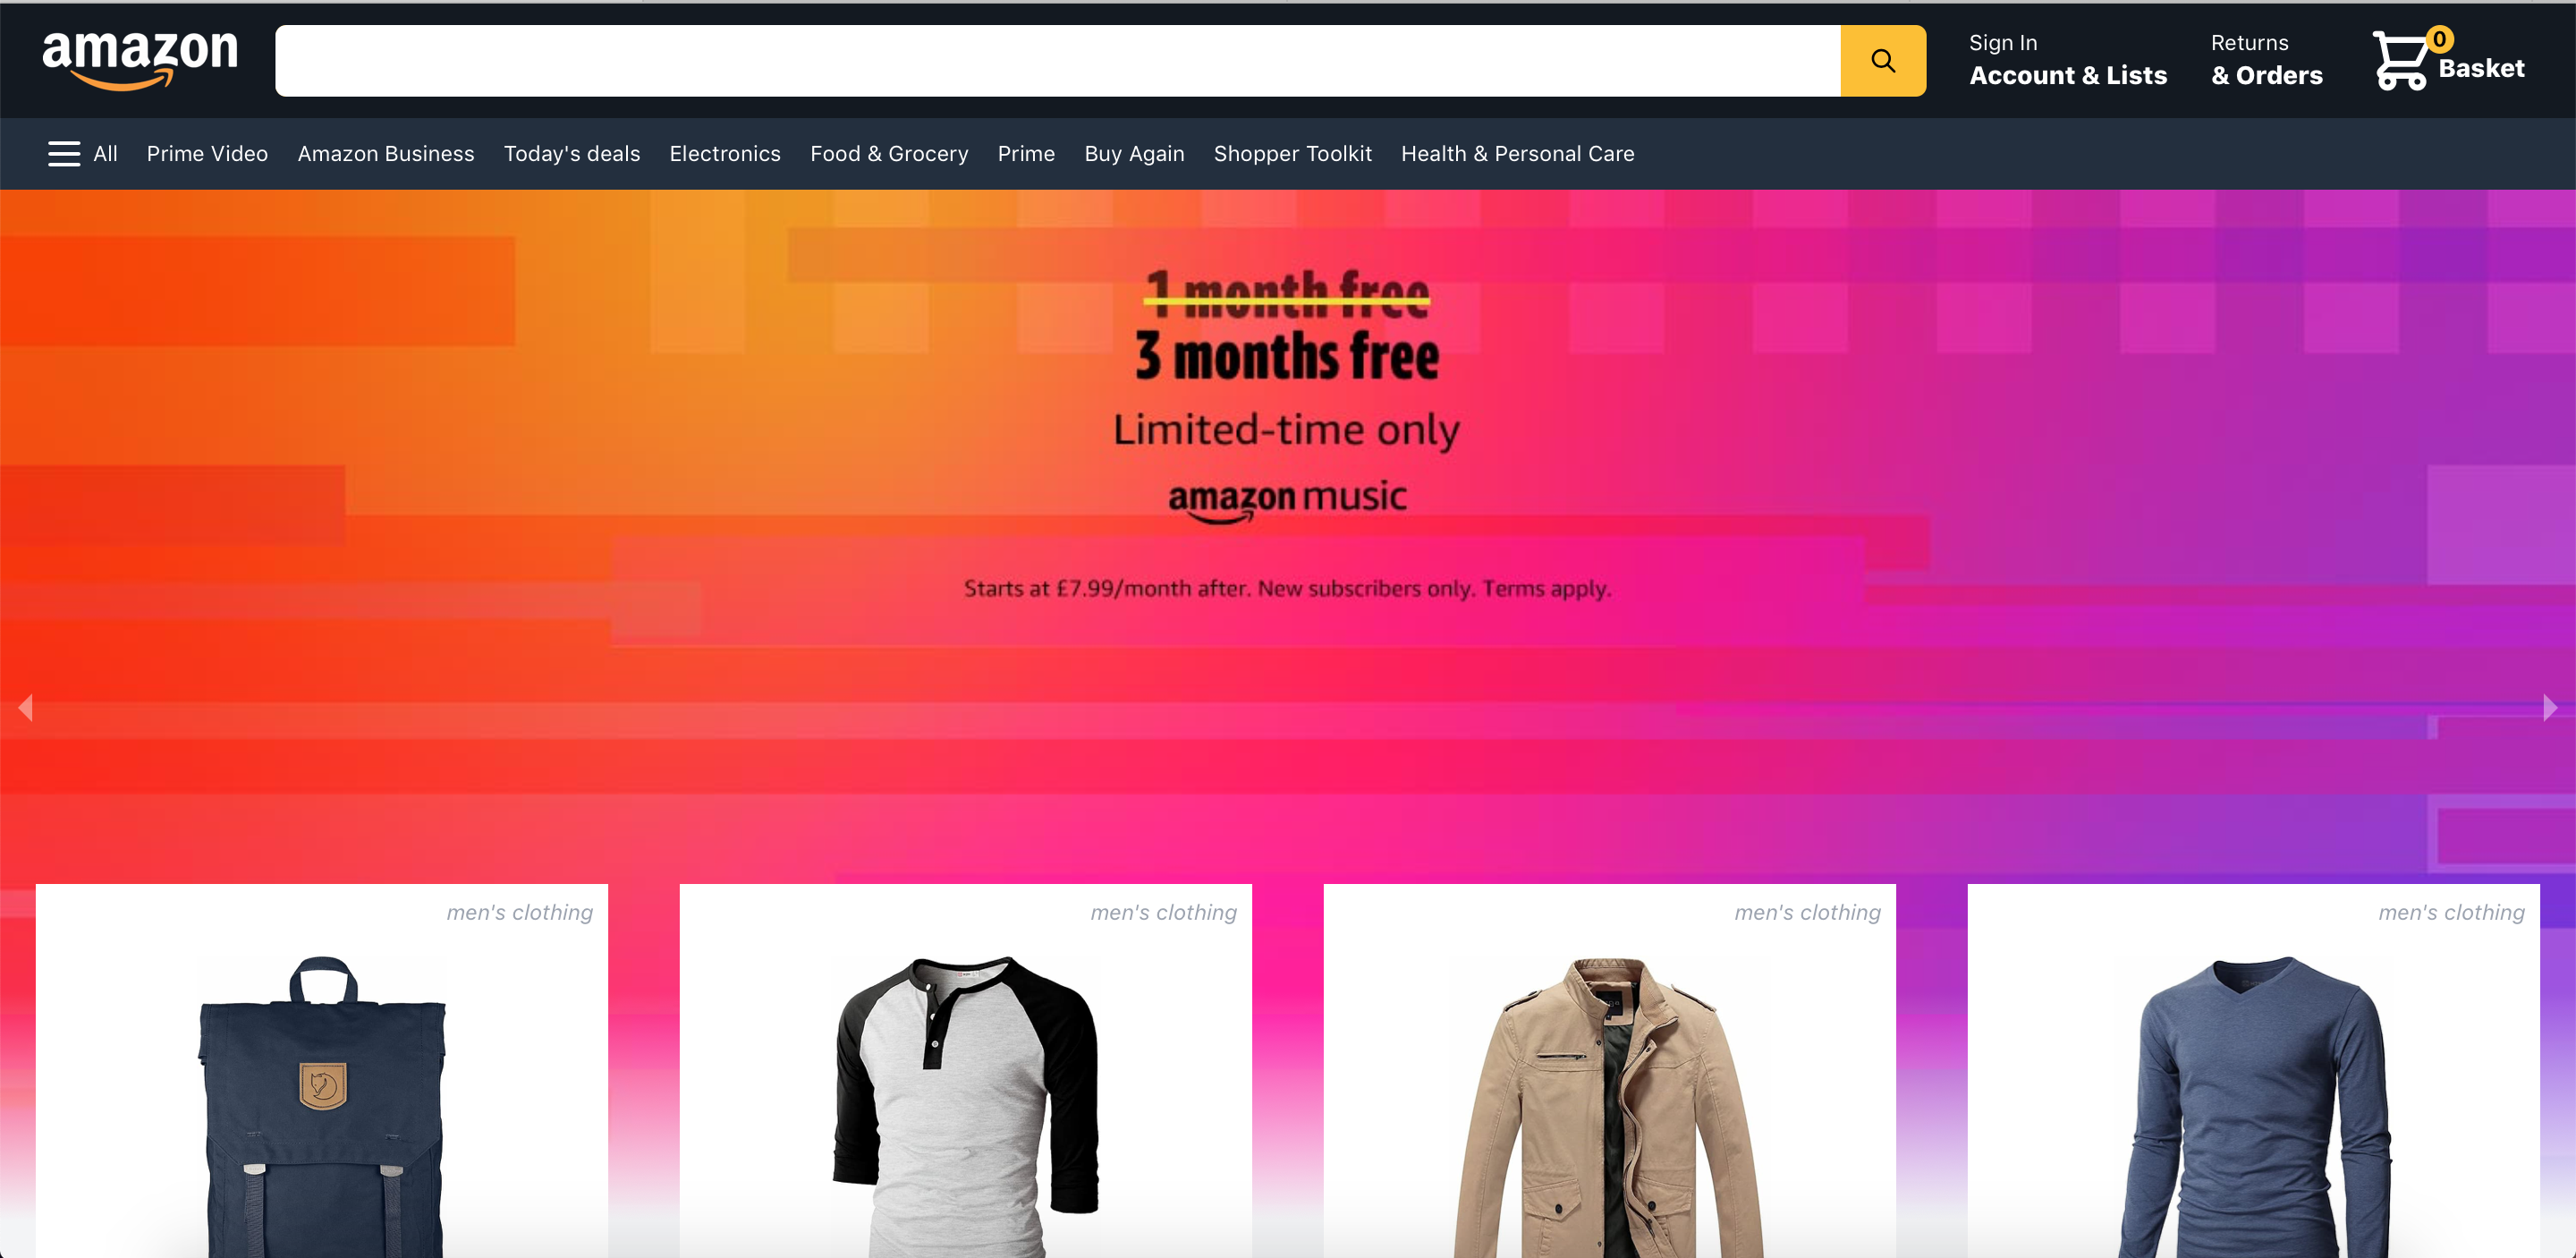 amazon
Sign In
Account & Lists
Returns
& Orders
0
Basket
All Prime Video Amazon Business Today's deals Electronics Food & Grocery Prime Buy Again Shopper Toolkit Health & Personal Care
1 month free
3 months free
Limited-time only
amazon music
Starts at £7.99/month after. New subscribers only. Terms apply.
men's clothing men's clothing men's clothing men's clothing